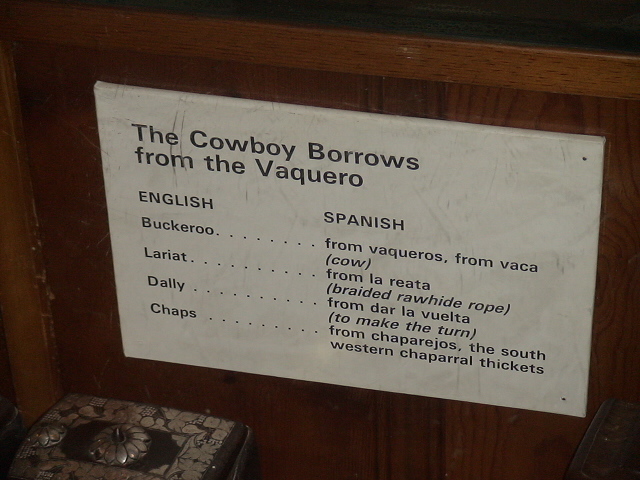 The Cowboy Borrows
from the Vaquero
ENGLISH SPANISH
Buckeroo. . . . . . . . . from vaqueros, from vaca
(cow)
Lariat. . . . . . . . . . . from la reata
(braided rawhide rope)
Dally . . . . . . . . . . . from dar la vuelta
(to make the turn)
Chaps . . . . . . . . . . from chaparejos, the south
western chaparral thickets